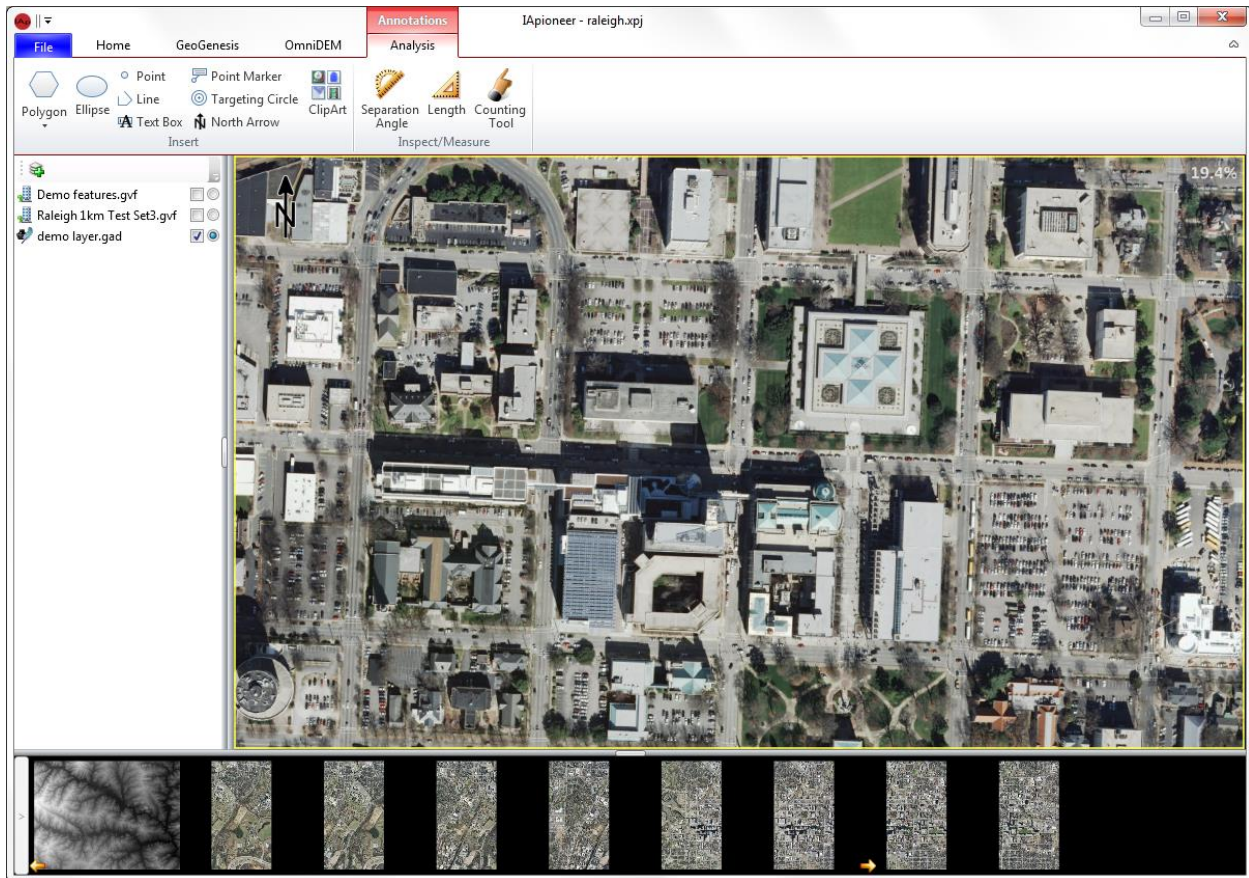 Annotations
IApioneer - raleigh.xpj
File
Home
GeoGenesis
OmniDEM
Analysis
Polygon
Ellipse
Point
Line
Text Box
Point Marker
Targeting Circle
North Arrow
ClipArt
Insert
Separation
Angle
Length
Counting
Tool
Inspect/Measure
Demo features.gvf
Raleigh 1km Test Set3.gvf
demo layer.gad
N
19.4%